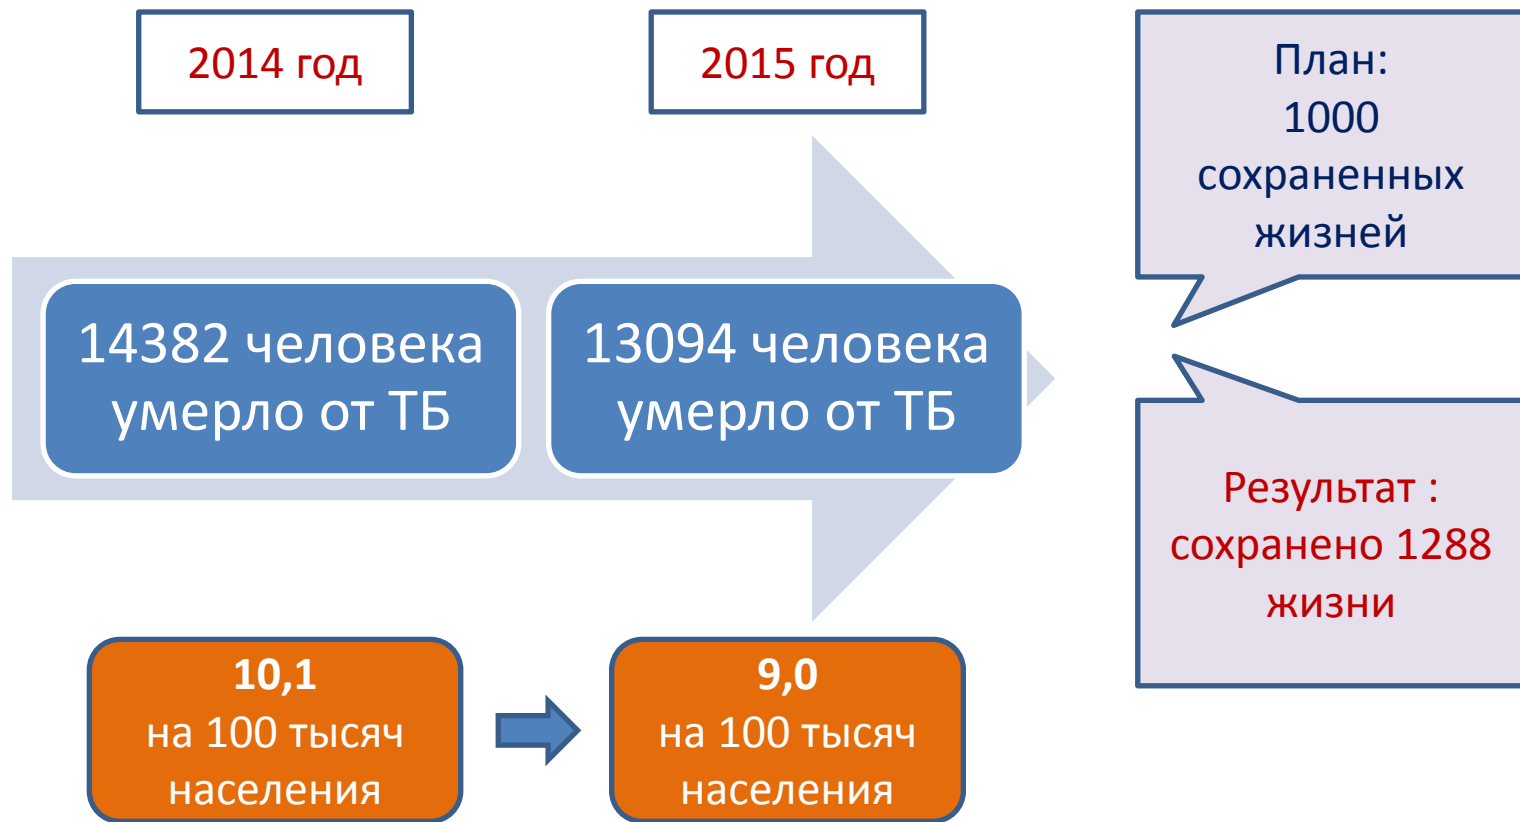 2014 год
2015 год
План:
1000
сохраненных
жизней
14382 человека
умерло от ТБ
13094 человека
умерло от ТБ
Результат :
сохранено 1288
жизни
10,1
на 100 тысяч
населения
9,0
на 100 тысяч
населения